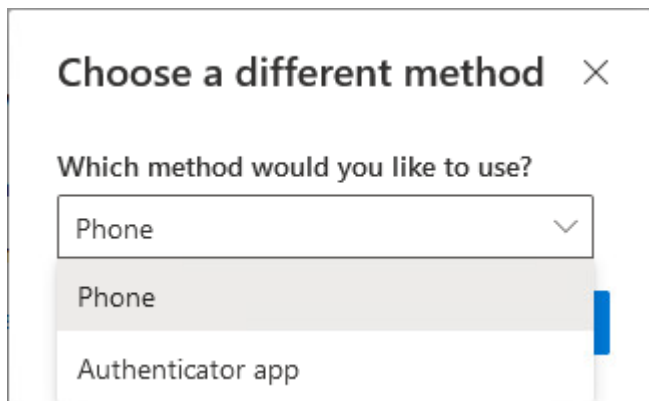 Choose a different method
Which method would you like to use?
Phone
Phone
Authenticator app